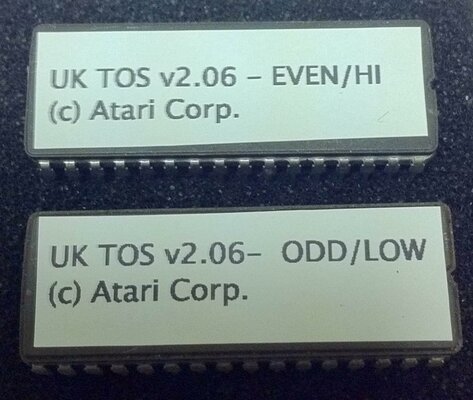 UK TOS v2.06 - EVEN/HI
(c) Atari Corp.
UK TOS v2.06-  ODD/LOW
(c) Atari Corp.